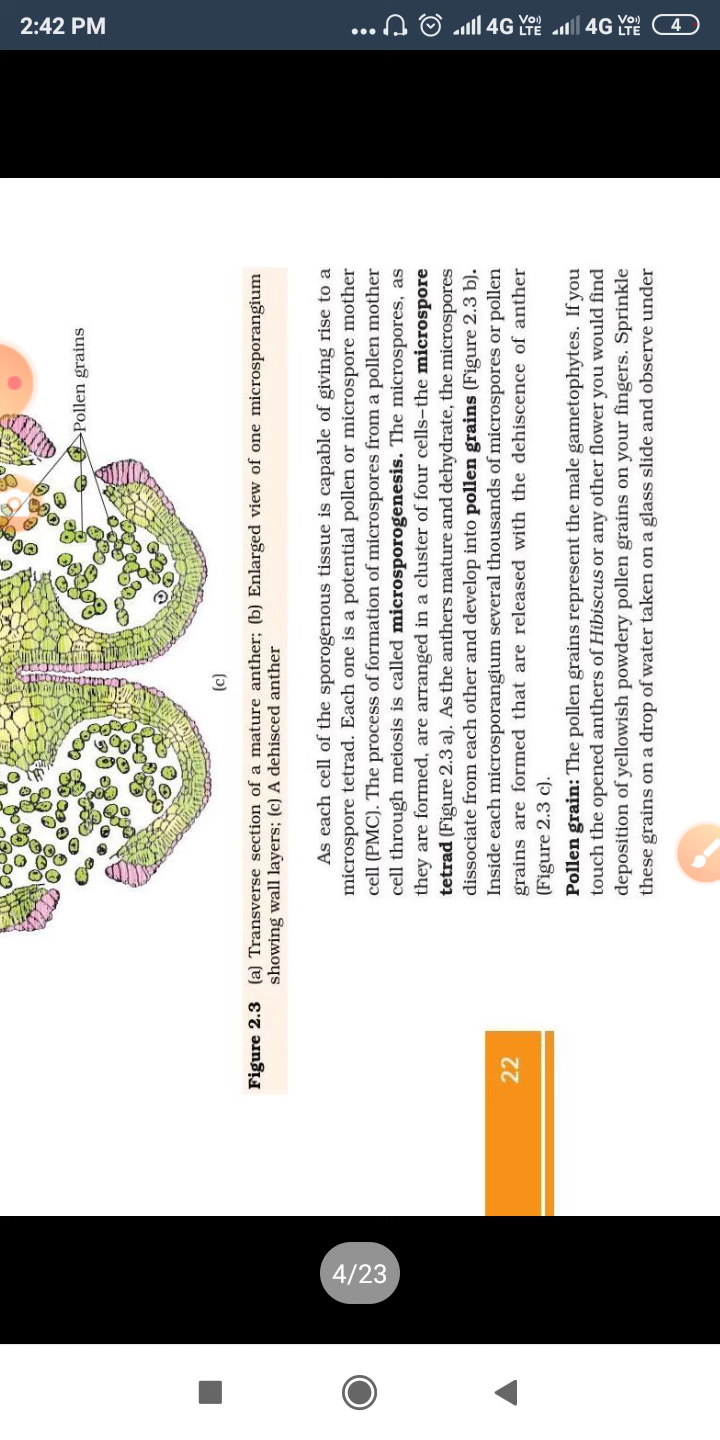 2:42 PM
4G Vo) LTE 4G Vo) LTE 4
Pollen grains
(c)
Figure 2.3 (a) Transverse section of a mature anther; (b) Enlarged view of one microsporangium
showing wall layers; (c) A dehisced anther
As each cell of the sporogenous tissue is capable of giving rise to a
microspore tetrad. Each one is a potential pollen or microspore mother
cell (PMC). The process of formation of microspores from a pollen mother
cell through meiosis is called microsporogenesis. The microspores, as
they are formed, are arranged in a cluster of four cells–the microspore
tetrad (Figure 2.3 a). As the anthers mature and dehydrate, the microspores
dissociate from each other and develop into pollen grains (Figure 2.3 b).
Inside each microsporangium several thousands of microspores or pollen
grains are formed that are released with the dehiscence of anther
(Figure 2.3 c).
Pollen grain: The pollen grains represent the male gametophytes. If you
touch the opened anthers of Hibiscus or any other flower you would find
deposition of yellowish powdery pollen grains on your fingers. Sprinkle
these grains on a drop of water taken on a glass slide and observe under
22
4/23